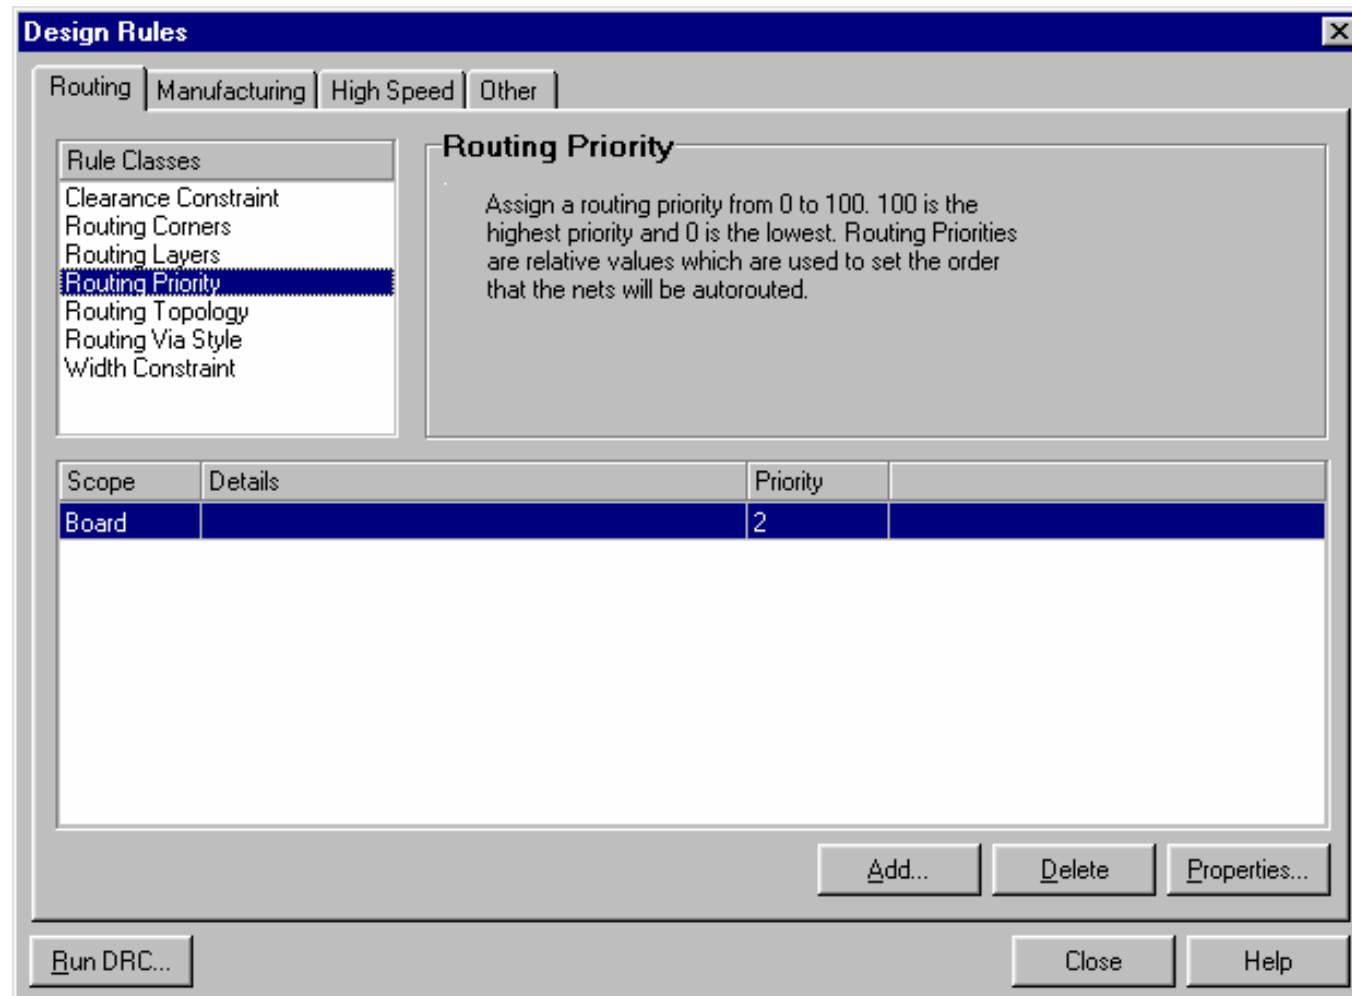 Design Rules
Routing Manufacturing High Speed Other
Rule Classes
Clearance Constraint
Routing Corners
Routing Layers
Routing Priority
Routing Topology
Routing Via Style
Width Constraint
Routing Priority
Assign a routing priority from 0 to 100. 100 is the
highest priority and 0 is the lowest. Routing Priorities
are relative values which are used to set the order
that the nets will be autorouted.
Scope Details Priority
Board 2
Add... Delete Properties...
Run DRC... Close Help